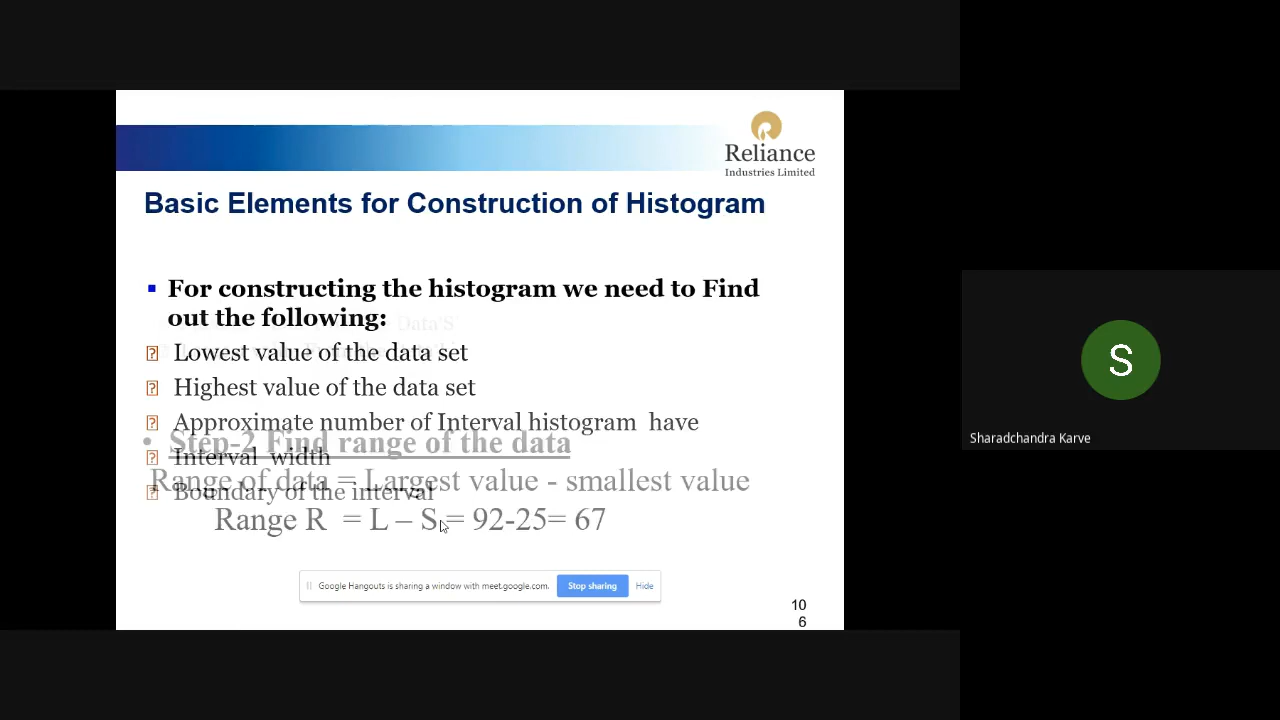 Reliance
Industries Limited
Basic Elements for Construction of Histogram
For constructing the histogram we need to Find
out the following:
Data'S'
Lowest value of the data set
Highest value of the data set
Approximate number of Interval histogram have
• Step-2 Find range of the data
Interval width
Range of data = Largest value - smallest value
Boundary of the interval
Range R = L – S = 92-25= 67
Google Hangouts is sharing a window with meet.google.com.
Stop sharing
Hide
10
6
S
Sharadchandra Karve